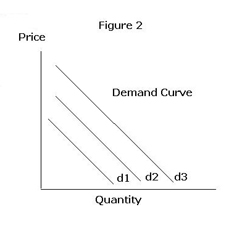 Figure 2
Price
Demand Curve
d1 d2 d3
Quantity